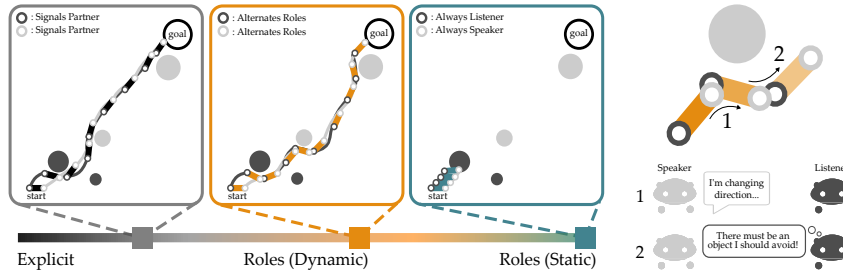 : Signals Partner
: Signals Partner
goal
start
: Alternates Roles
: Alternates Roles
goal
start
: Always Listener
: Always Speaker
goal
start
Explicit
Roles (Dynamic)
Roles (Static)
2
1
Speaker
Listene
1
I'm changing
direction...
2
There must be an
object I should avoid!